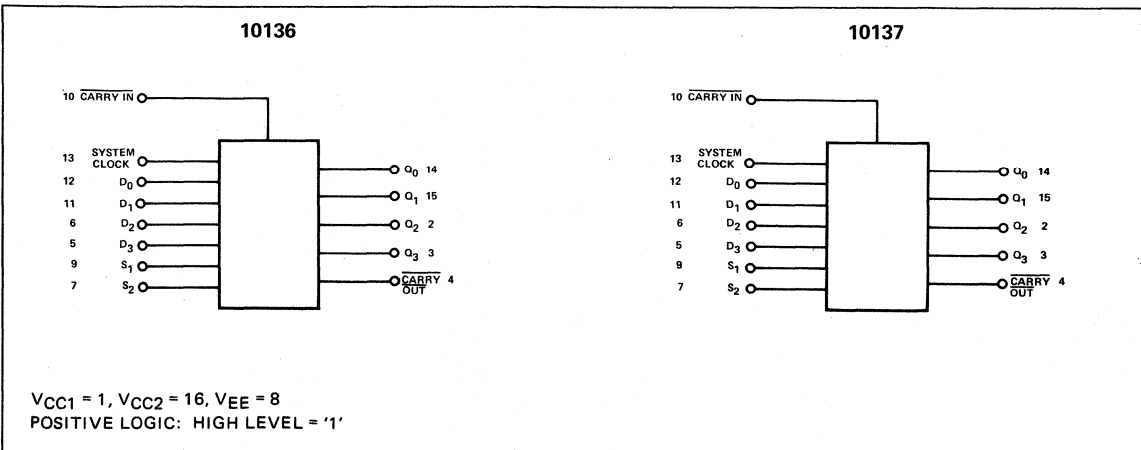 10136
10 CARRY IN
13 SYSTEM CLOCK
12 D0
11 D1
6 D2
5 D3
9 S1
7 S2
Q0 14
Q1 15
Q2 2
Q3 3
CARRY OUT 4
10137
10 CARRY IN
13 SYSTEM CLOCK
12 D0
11 D1
6 D2
5 D3
9 S1
7 S2
Q0 14
Q1 15
Q2 2
Q3 3
CARRY OUT 4
VCC1 = 1, VCC2 = 16, VEE = 8
POSITIVE LOGIC: HIGH LEVEL = '1'